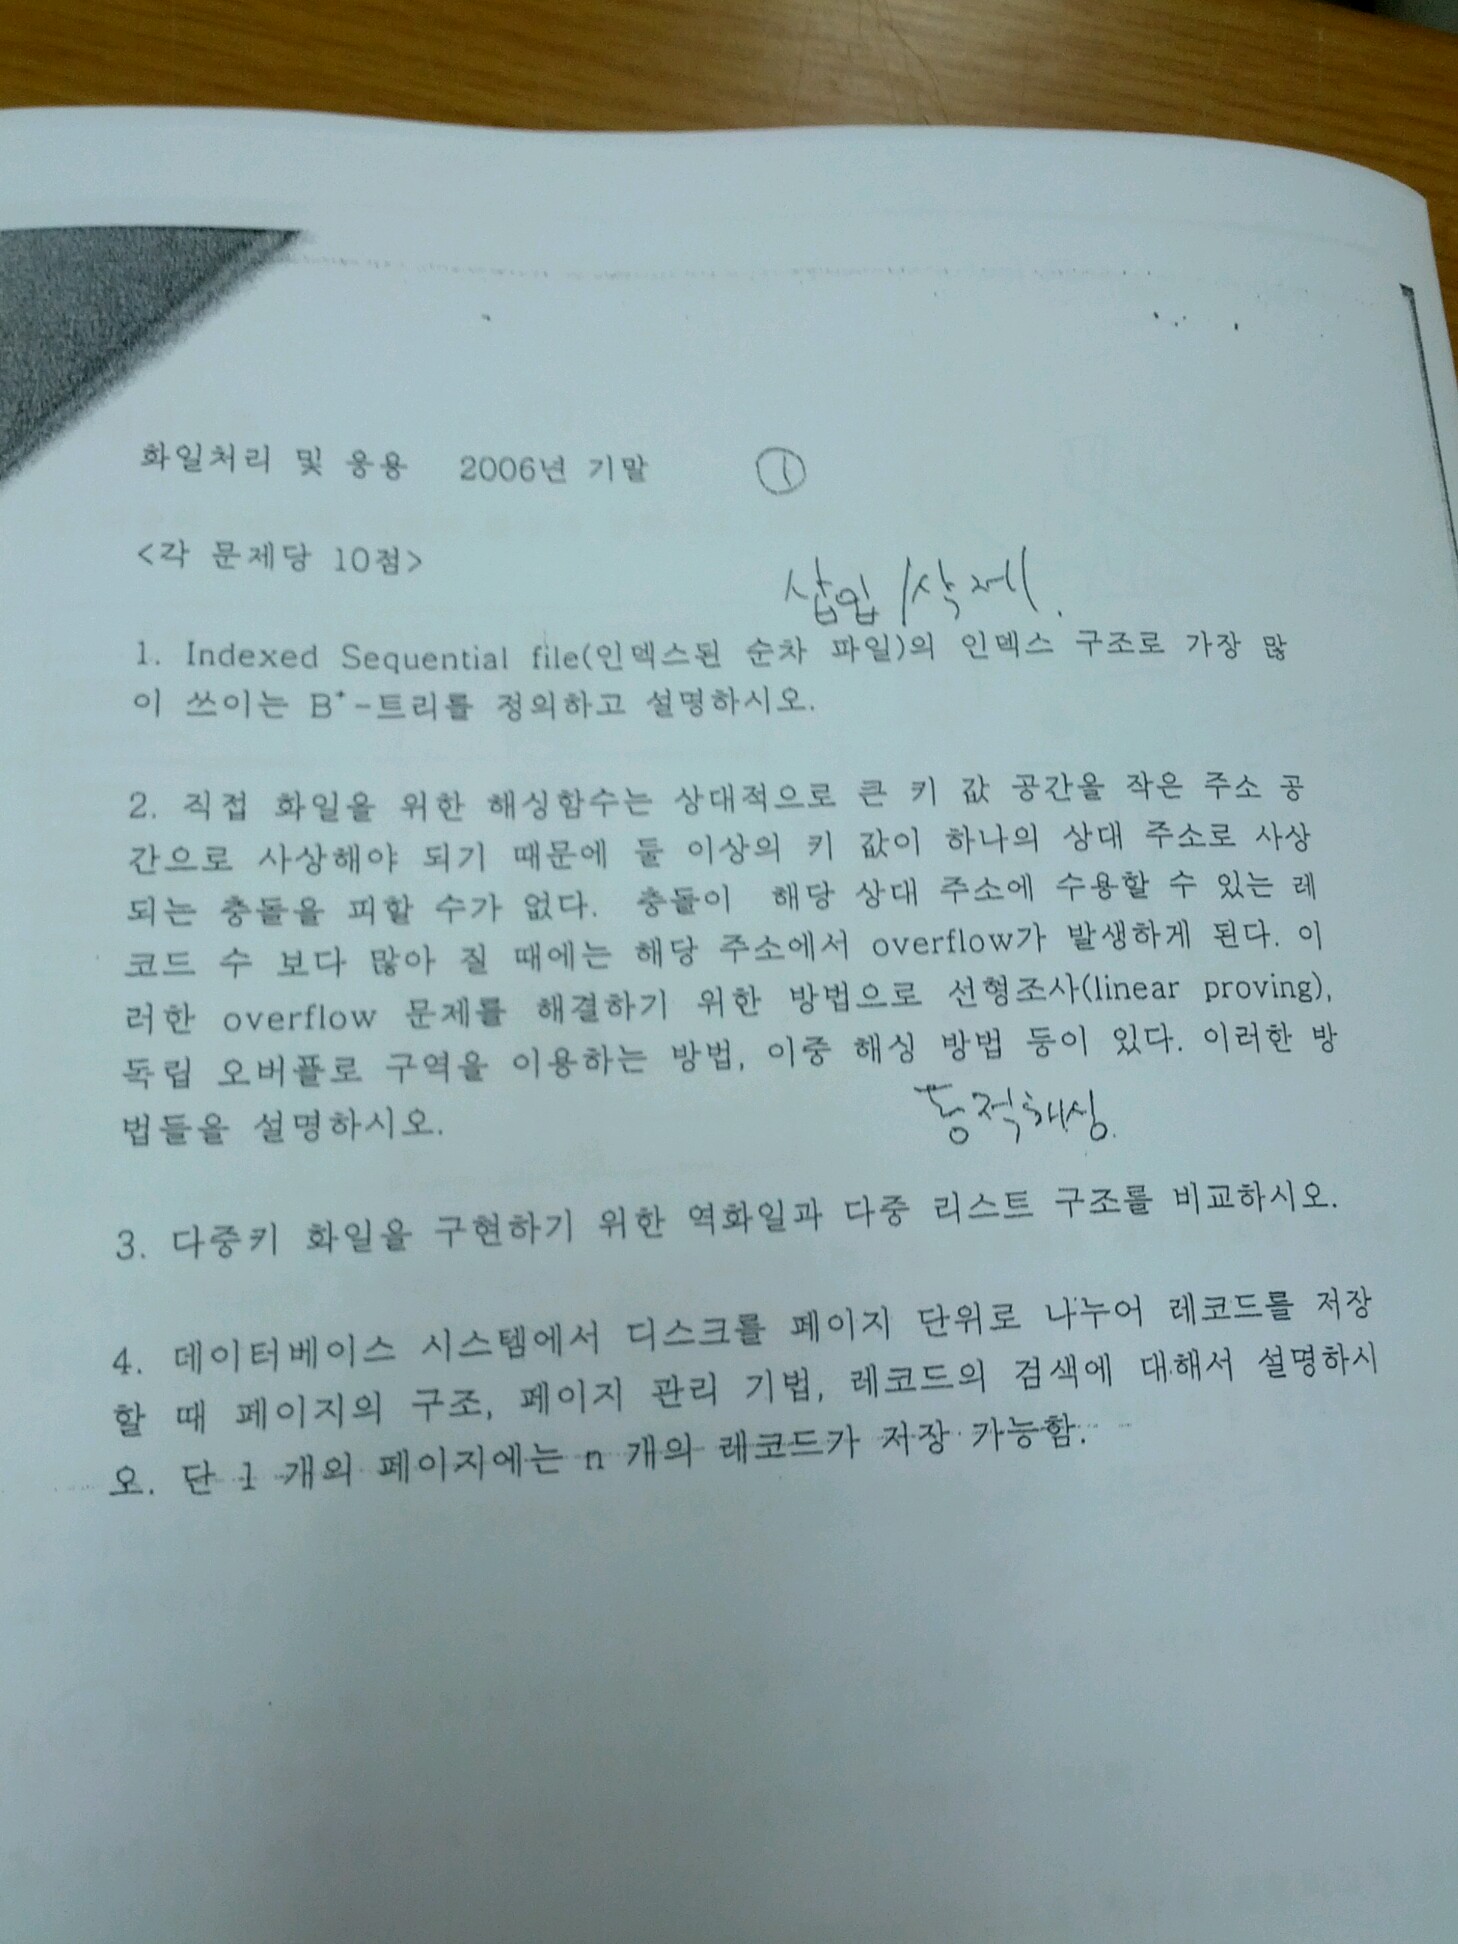 화일처리 및 응용 2006년 기말 ①
<각 문제당 10점>
삽입/삭제.
1. Indexed Sequential file(인덱스된 순차 파일)의 인덱스 구조로 가장 많
이 쓰이는 B⁺-트리를 정의하고 설명하시오.
2. 직접 화일을 위한 해싱함수는 상대적으로 큰 키 값 공간을 작은 주소 공
간으로 사상해야 되기 때문에 둘 이상의 키 값이 하나의 상대 주소로 사상
되는 충돌을 피할 수가 없다. 충돌이 해당 상대 주소에 수용할 수 있는 레
코드 수 보다 많아 질 때에는 해당 주소에서 overflow가 발생하게 된다. 이
러한 overflow 문제를 해결하기 위한 방법으로 선형조사(linear proving),
독립 오버플로 구역을 이용하는 방법, 이중 해싱 방법 등이 있다. 이러한 방
법들을 설명하시오.
동적해싱.
3. 다중키 화일을 구현하기 위한 역화일과 다중 리스트 구조를 비교하시오.
4. 데이터베이스 시스템에서 디스크를 페이지 단위로 나누어 레코드를 저장
할 때 페이지의 구조, 페이지 관리 기법, 레코드의 검색에 대해서 설명하시
오. 단 1 개의 페이지에는 n 개의 레코드가 저장 가능함.